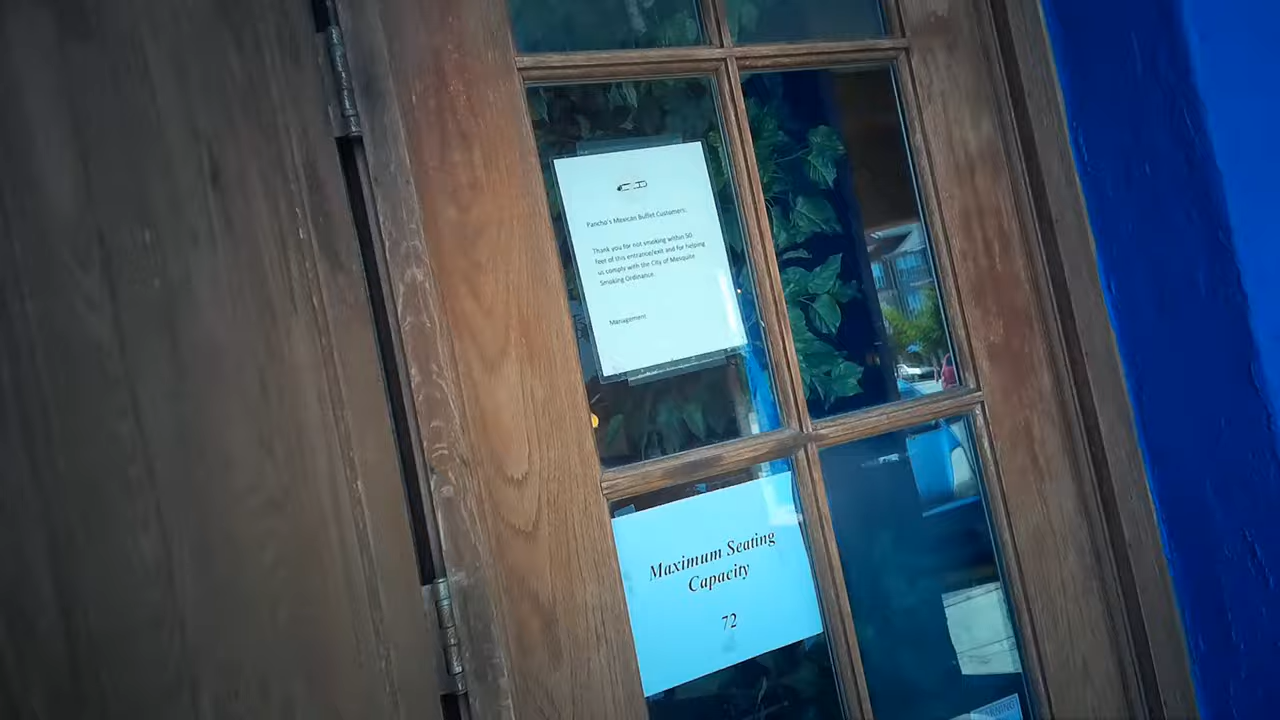 Pancho's Mexican Buffet Customers,
Thank you for not smoking within 50
feet of this entrance/exit and for helping
us comply with the City of Mesquite
Smoking Ordinance.
Management
Maximum Seating
Capacity
72